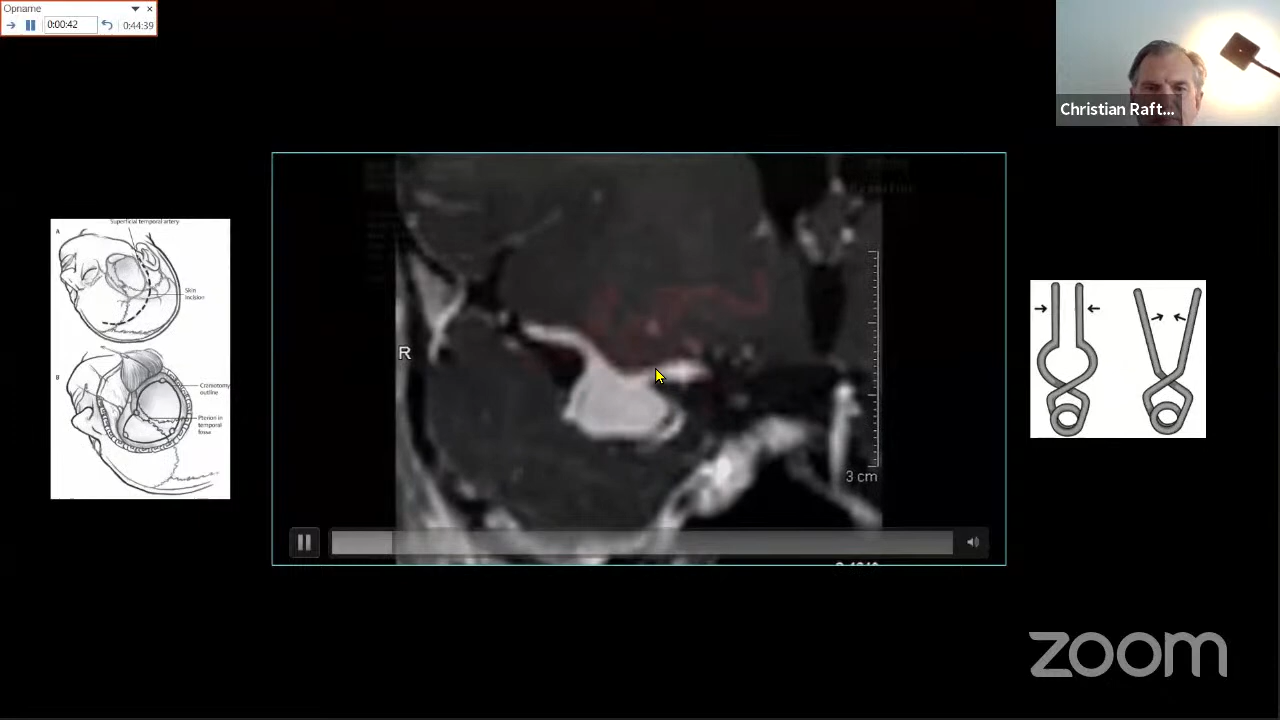 Opname
0:00:42
0:44:39
Christian Raft...
Superficial temporal artery
A
Skin
incision
B
Craniotomy
outline
Pterion in
temporal
fossa
R
3 cm
zoom